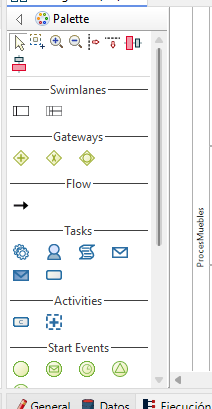 Palette
Swimlanes
Gateways
Flow
Tasks
Activities
Start Events
ProcesMuebles
General
Datos
Ejecución